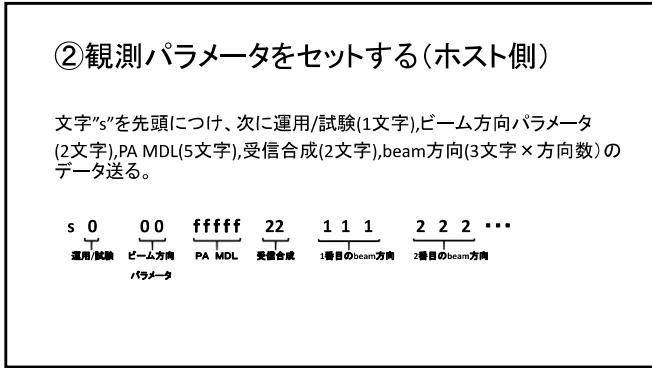 ②観測パラメータをセットする(ホスト側)
文字"s"を先頭につけ、次に運用/試験(1文字),ビーム方向パラメータ
(2文字),PA MDL(5文字),受信合成(2文字),beam方向(3文字×方向数)の
データ送る。
s 0 0 0 f f f f f 22 1 1 1 2 2 2 ･･･
運用/試験 ビーム方向 PA MDL 受信合成 1番目のbeam方向 2番目のbeam方向
パラメータ